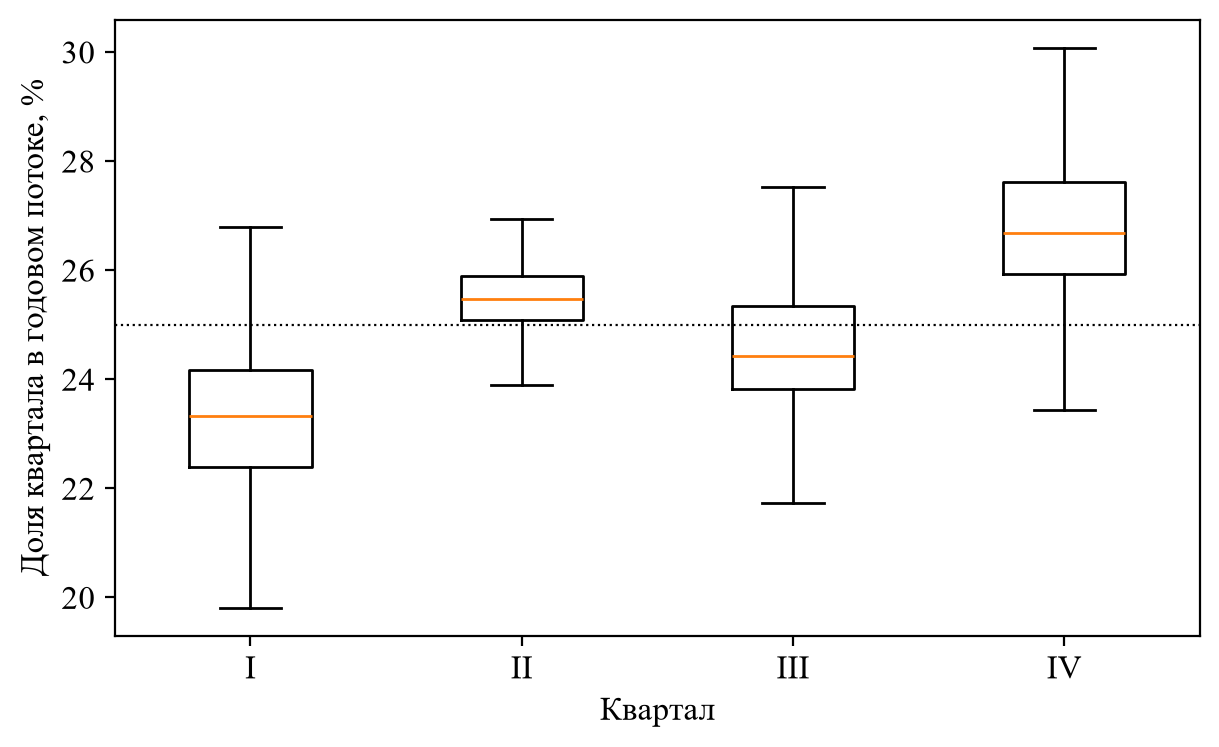 Доля квартала в годовом потоке, %
30
28
26
24
22
20
I
II
III
IV
Квартал